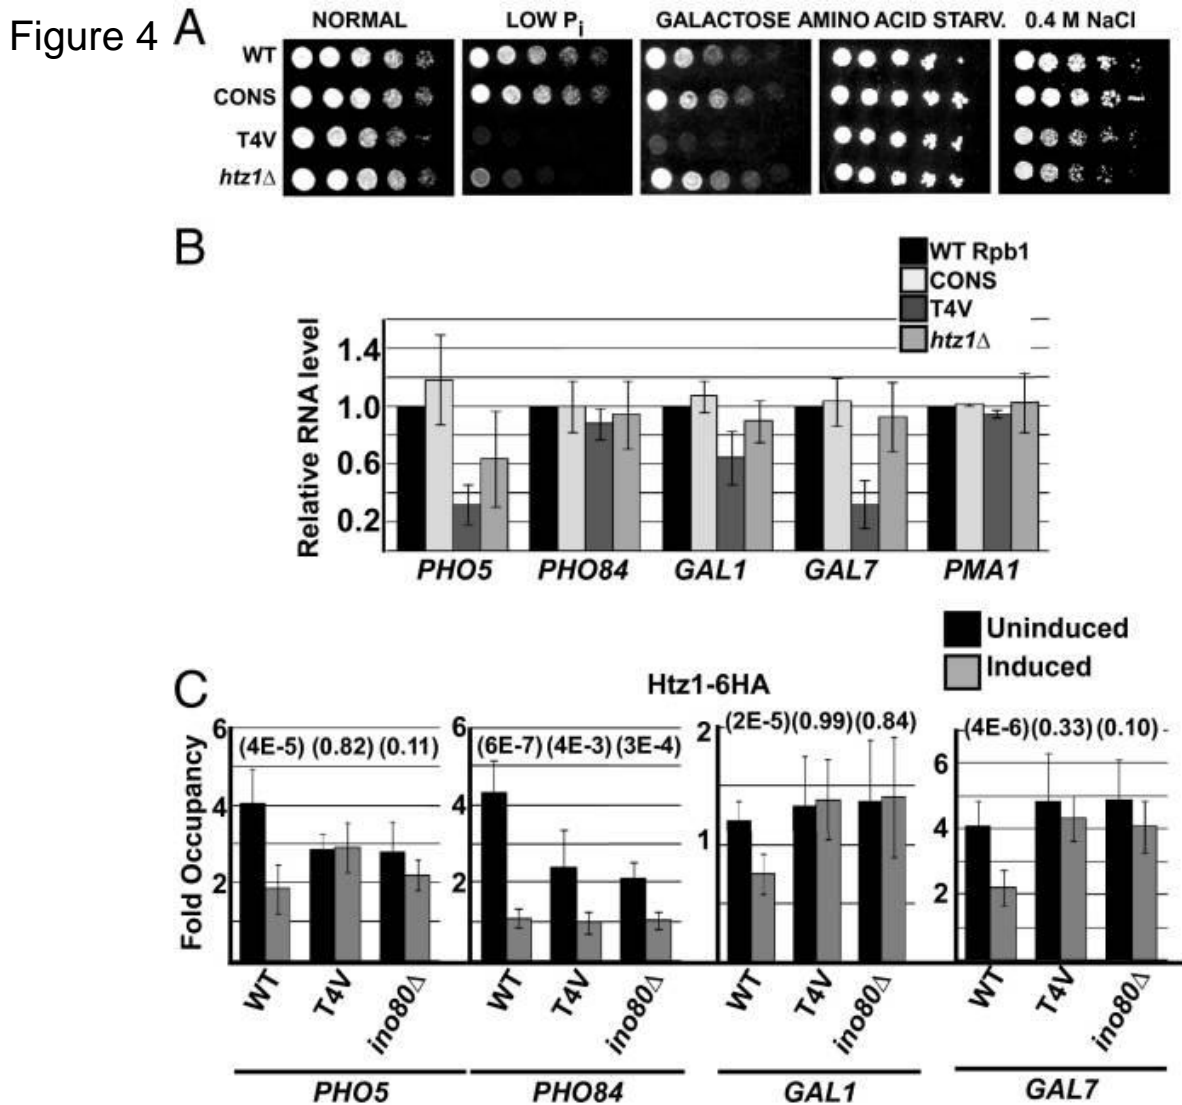 Figure 4
A
NORMAL LOW Pi GALACTOSE AMINO ACID STARV. 0.4 M NaCl
WT
CONS
T4V
htz1Δ
B
WT Rpb1
CONS
T4V
htz1Δ
Relative RNA level
1.4
1.0
0.6
0.2
PHO5 PHO84 GAL1 GAL7 PMA1
Uninduced
Induced
C
Htz1-6HA
Fold Occupancy
6
4
2
(4E-5) (0.82) (0.11)
6
4
2
(6E-7) (4E-3) (3E-4)
2
1
(2E-5) (0.99) (0.84)
6
4
2
(4E-6) (0.33) (0.10)
WT T4V ino80Δ
WT T4V ino80Δ
WT T4V ino80Δ
WT T4V ino80Δ
PHO5 PHO84 GAL1 GAL7